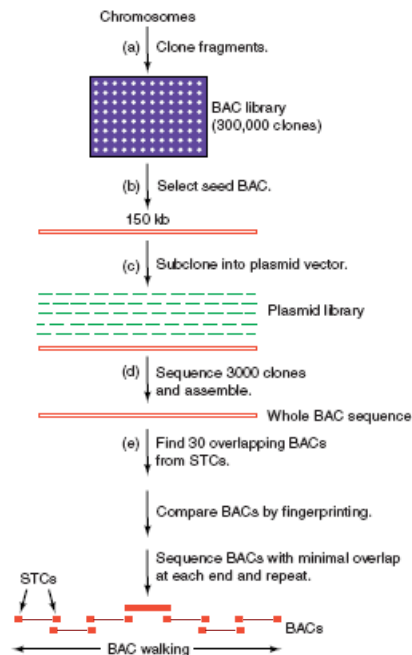 Chromosomes
(a) Clone fragments.
BAC library
(300,000 clones)
(b) Select seed BAC.
150 kb
(c) Subclone into plasmid vector.
Plasmid library
(d) Sequence 3000 clones
and assemble.
Whole BAC sequence
(e) Find 30 overlapping BACs
from STCs.
Compare BACs by fingerprinting.
Sequence BACs with minimal overlap
at each end and repeat.
STCs
BACs
BAC walking